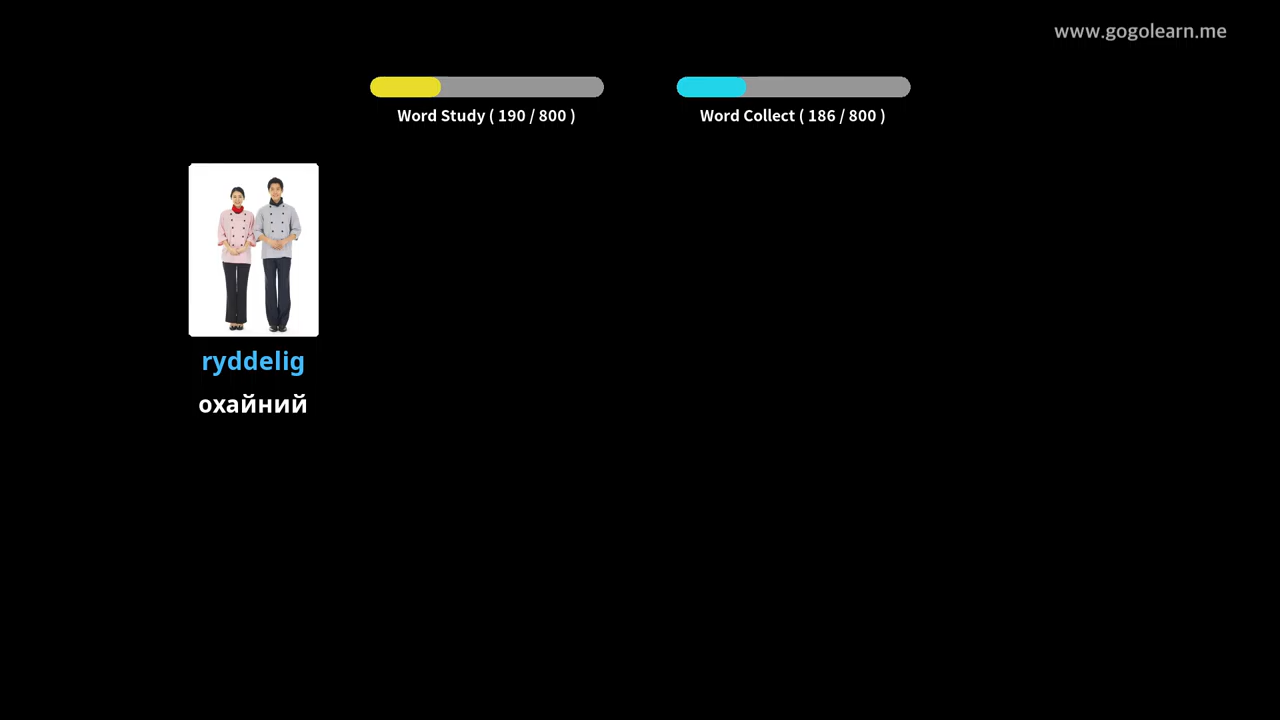 www.gogolearn.me
Word Study ( 190 / 800 )
Word Collect ( 186 / 800 )
ryddelig
охайний